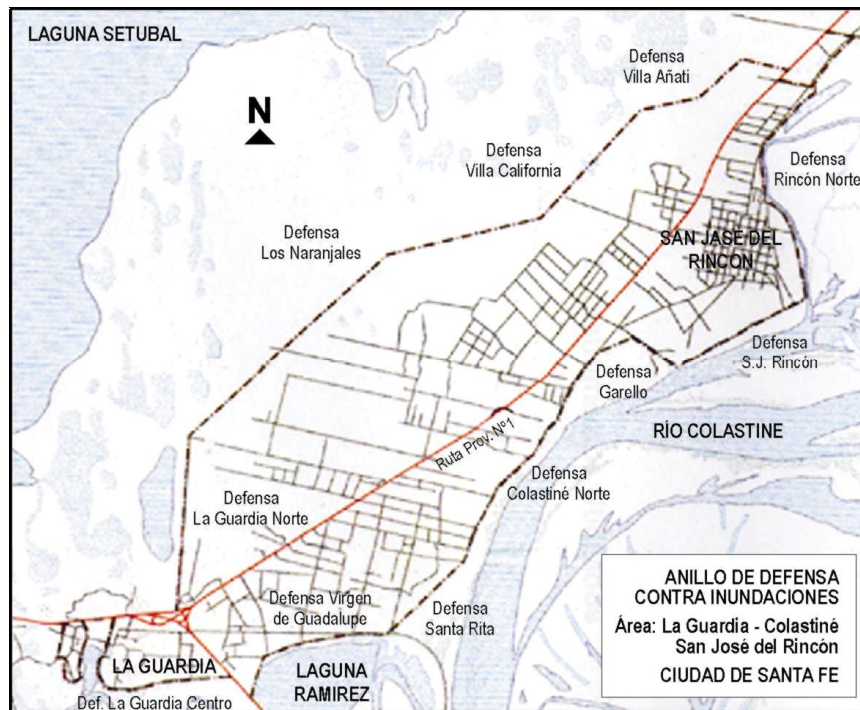 LAGUNA SETUBAL
Defensa
Villa Añati
N
Defensa
Villa California
Defensa
Rincón Norte
Defensa
Los Naranjales
SAN JASE DEL
RINCON
Defensa
S.J. Rincón
Defensa
Garello
RÍO COLASTINE
Ruta Prov. Nº1
Defensa
Colastiné Norte
Defensa
La Guardia Norte
Defensa Virgen
de Guadalupe
Defensa
Santa Rita
LA GUARDIA
LAGUNA
RAMIREZ
Def. La Guardia Centro
ANILLO DE DEFENSA
CONTRA INUNDACIONES
Área: La Guardia - Colastiné
San José del Rincón
CIUDAD DE SANTA FE